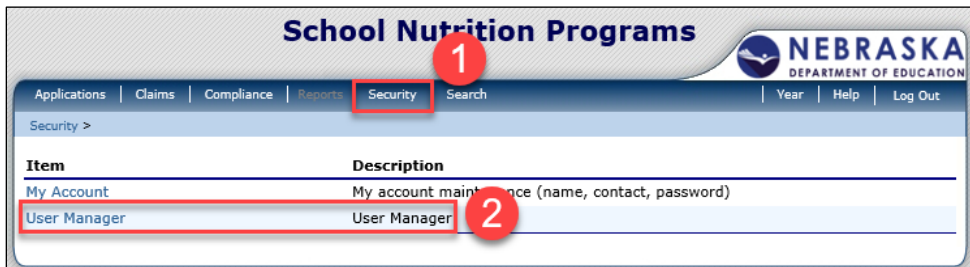 School Nutrition Programs
1
NEBRASKA
DEPARTMENT OF EDUCATION
Applications | Claims | Compliance | Reports Security Search | Year | Help | Log Out
Security >
Item Description
My Account My account maintenance (name, contact, password)
User Manager User Manager
2